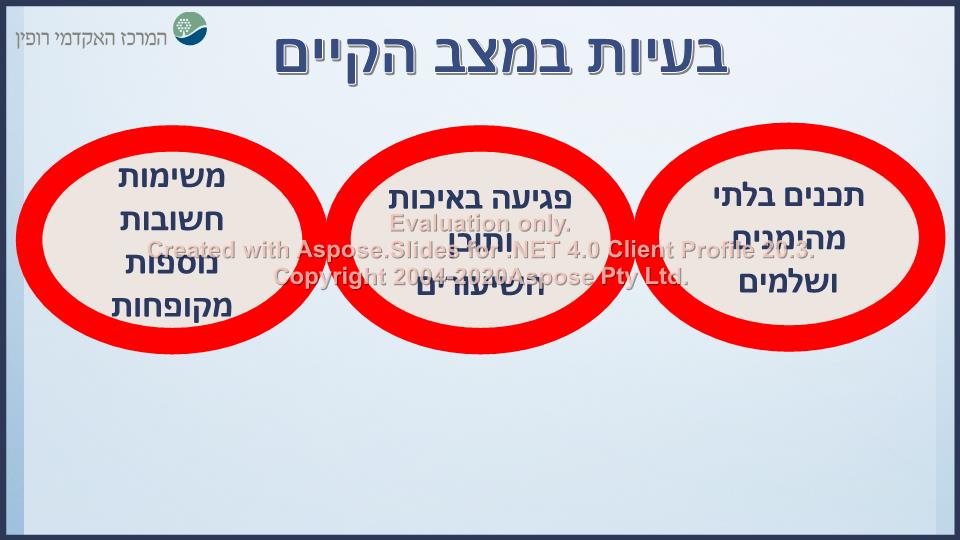 המרכז האקדמי רופין
בעיות במצב הקיים
תכנים בלתי
מהימנים
ושלמים
פגיעה באיכות
ותוכן
השיעורים
משימות
חשובות
נוספות
מקופחות
Evaluation only.
Created with Aspose.Slides for .NET 4.0 Client Profile 20.3.
Copyright 2004-2020Aspose Pty Ltd.